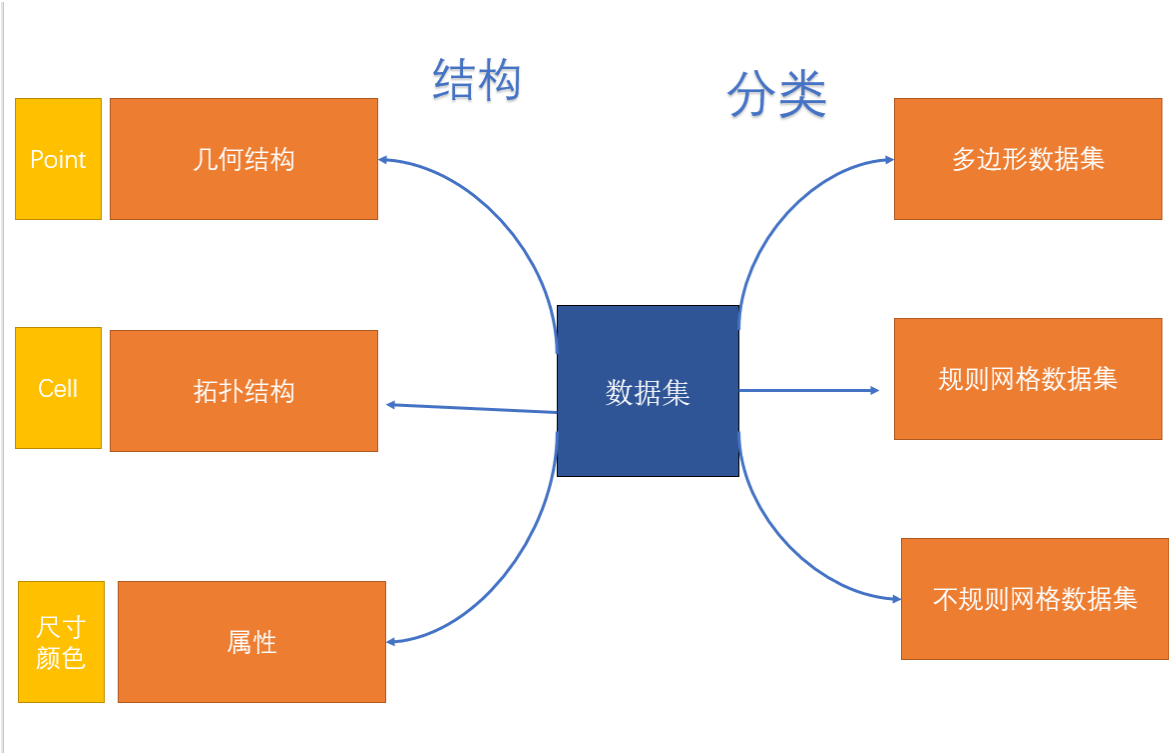 结构
分类
Point
几何结构
多边形数据集
Cell
拓扑结构
数据集
规则网格数据集
尺寸
颜色
属性
不规则网格数据集